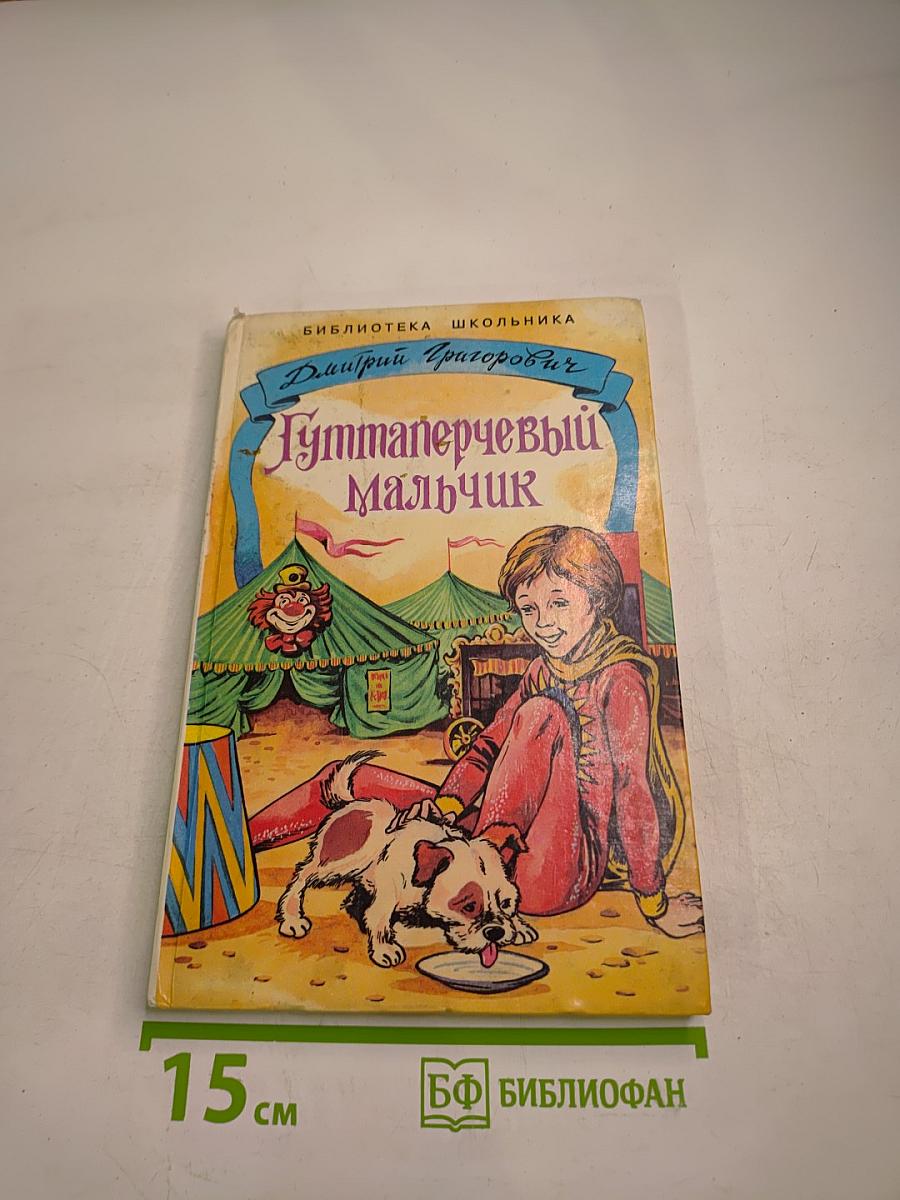 БИБЛИОТЕКА ШКОЛЬНИКА
Дмитрий Григорович
Гуттаперчевый
мальчик
15 см
БФ БИБЛИОФАН